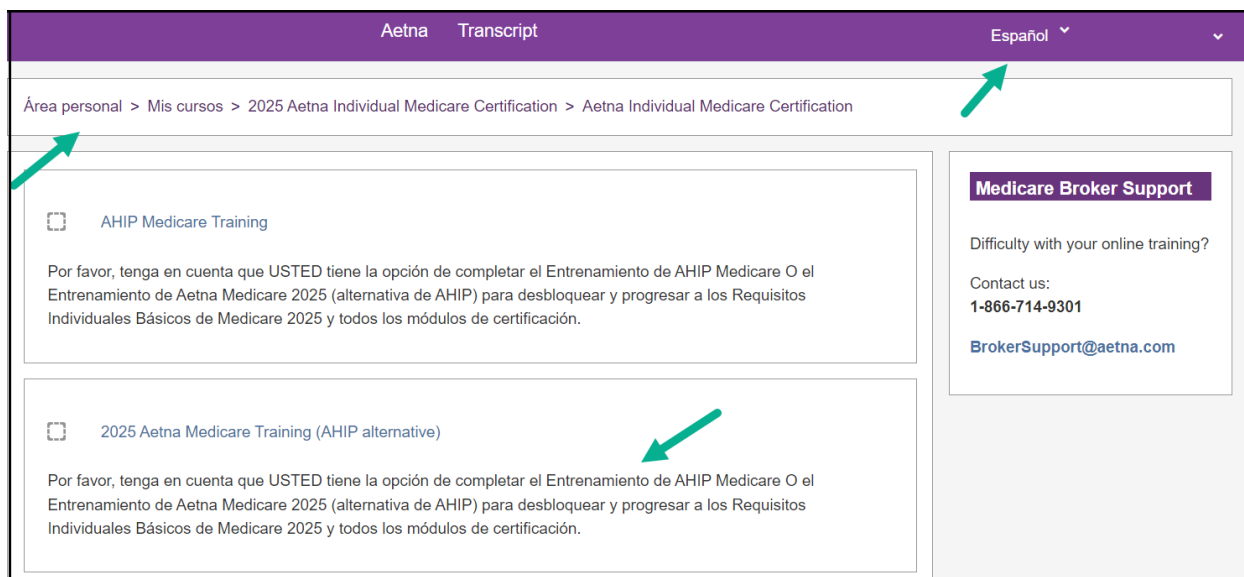 Aetna Transcript Español
Área personal > Mis cursos > 2025 Aetna Individual Medicare Certification > Aetna Individual Medicare Certification
AHIP Medicare Training
Por favor, tenga en cuenta que USTED tiene la opción de completar el Entrenamiento de AHIP Medicare O el
Entrenamiento de Aetna Medicare 2025 (alternativa de AHIP) para desbloquear y progresar a los Requisitos
Individuales Básicos de Medicare 2025 y todos los módulos de certificación.
2025 Aetna Medicare Training (AHIP alternative)
Por favor, tenga en cuenta que USTED tiene la opción de completar el Entrenamiento de AHIP Medicare O el
Entrenamiento de Aetna Medicare 2025 (alternativa de AHIP) para desbloquear y progresar a los Requisitos
Individuales Básicos de Medicare 2025 y todos los módulos de certificación.
Medicare Broker Support
Difficulty with your online training?
Contact us:
1-866-714-9301
BrokerSupport@aetna.com